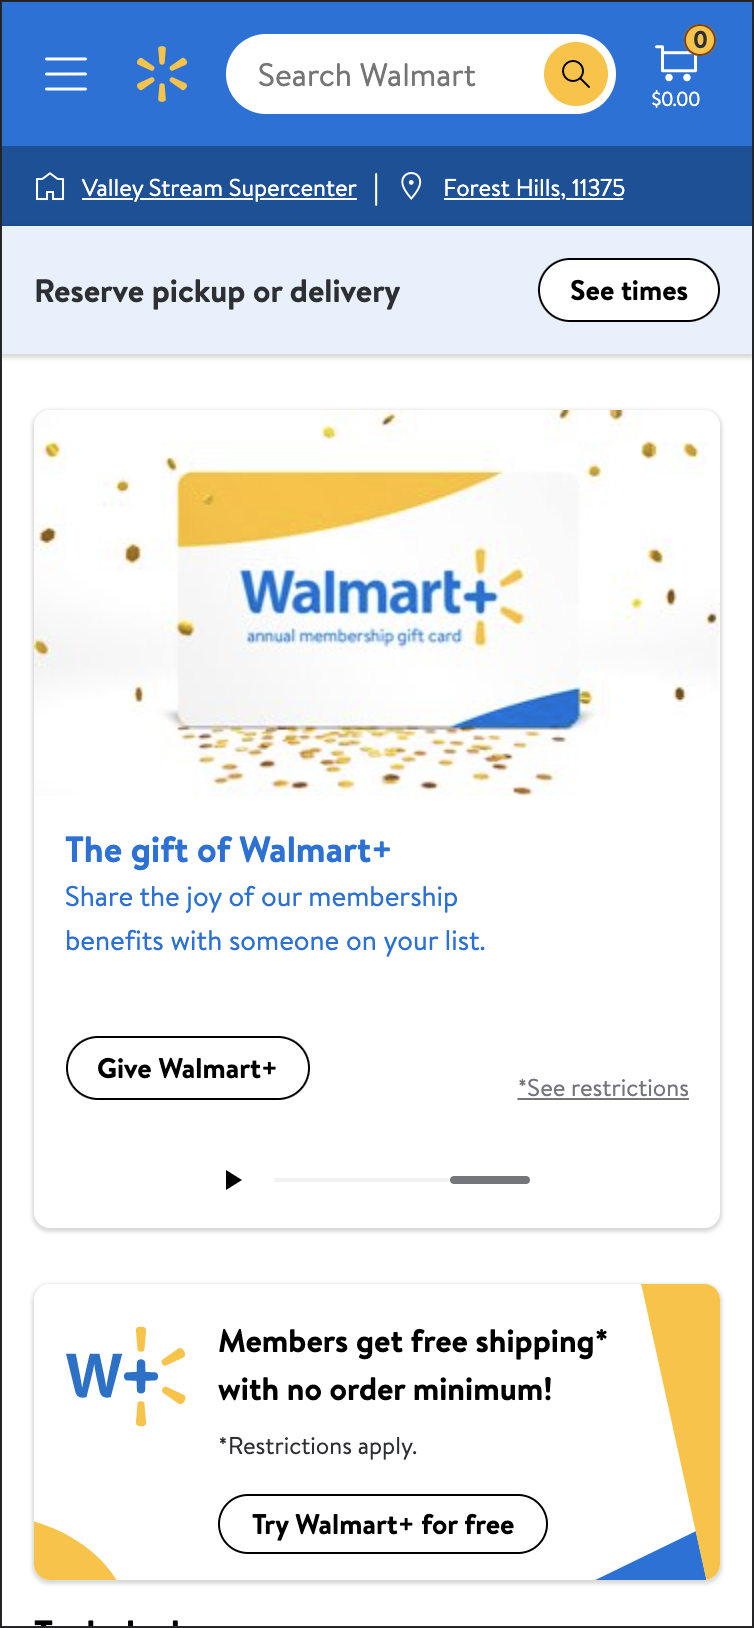 Search Walmart
0
$0.00
Valley Stream Supercenter
Forest Hills, 11375
Reserve pickup or delivery
See times
Walmart+
annual membership gift card
The gift of Walmart+
Share the joy of our membership
benefits with someone on your list.
Give Walmart+
*See restrictions
W+
Members get free shipping*
with no order minimum!
*Restrictions apply.
Try Walmart+ for free